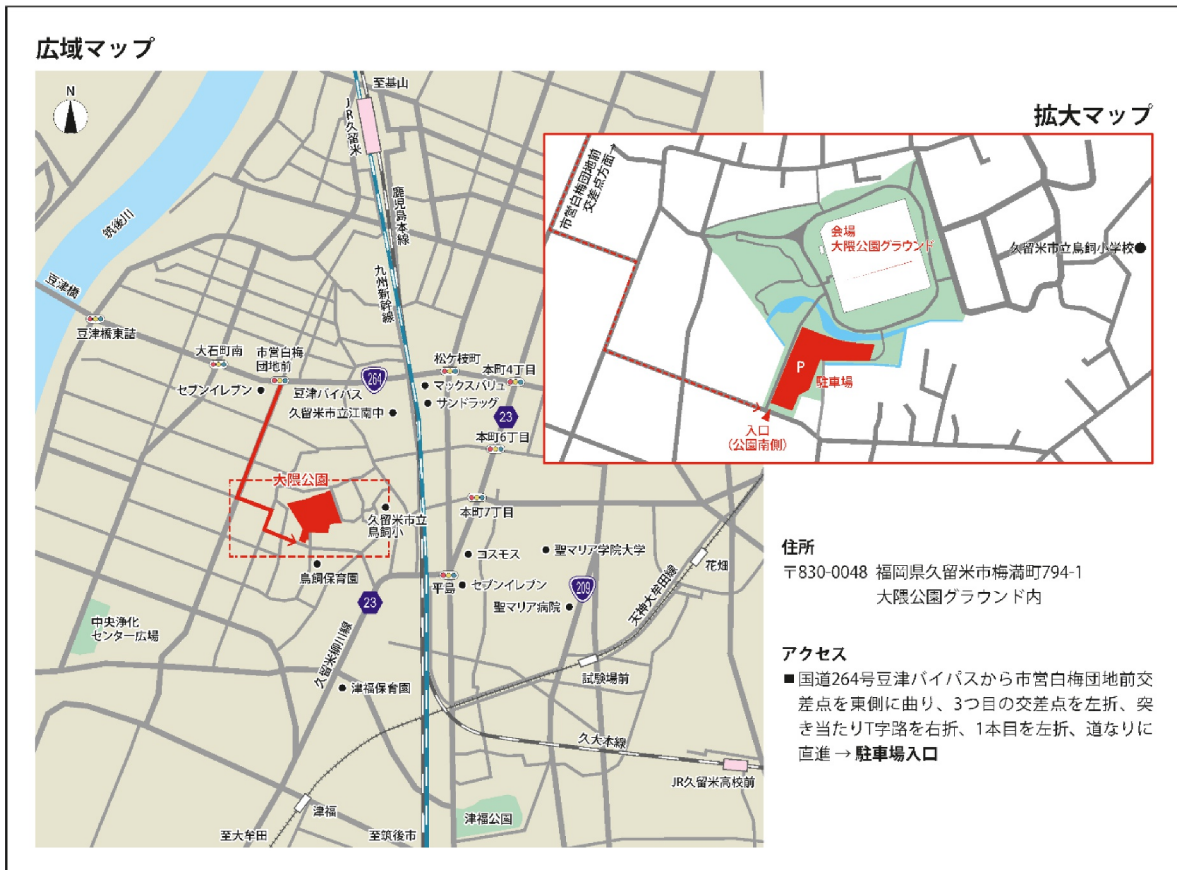 広域マップ
N
至基山
JR久留米
鹿児島本線
九州新幹線
筑後川
豆津橋
豆津橋東詰
大石町南
市営白梅
団地前
セブンイレブン
豆津バイパス
264
久留米市立江南中
松ケ枝町
本町4丁目
マックスバリュ
サンドラッグ
23
本町6丁目
大隈公園
久留米市立
鳥飼小
本町7丁目
鳥飼保育園
コスモス
聖マリア学院大学
平島
セブンイレブン
209
聖マリア病院
花畑
天神大牟田線
23
久留米柳川線
中央浄化
センター広場
試験場前
津福保育園
久大本線
JR久留米高校前
津福
津福公園
至大牟田
至筑後市
拡大マップ
市営白梅団地前
交差点方面→
会場
大隈公園グラウンド
久留米市立鳥飼小学校
P
駐車場
入口
(公園南側)
住所
〒830-0048 福岡県久留米市梅満町794-1
大隈公園グラウンド内
アクセス
■国道264号豆津バイパスから市営白梅団地前交
差点を東側に曲り、3つ目の交差点を左折、突
き当たりT字路を右折、1本目を左折、道なりに
直進 → 駐車場入口